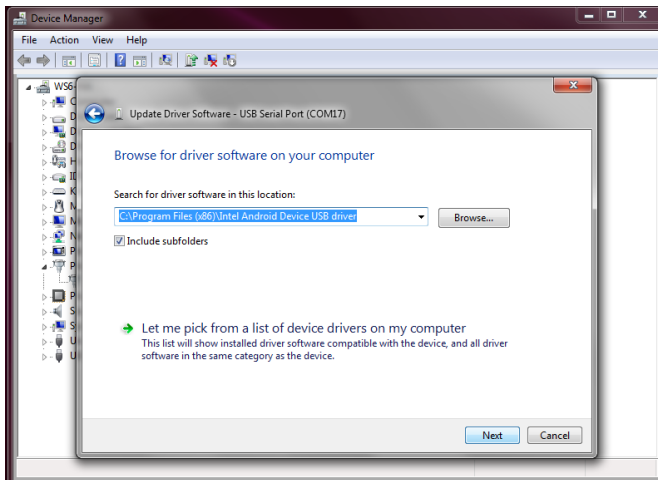 Device Manager
File Action View Help
WS6-
Update Driver Software - USB Serial Port (COM17)
Browse for driver software on your computer
Search for driver software in this location:
C:\Program Files (x86)\Intel Android Device USB driver
Browse...
Include subfolders
Let me pick from a list of device drivers on my computer
This list will show installed driver software compatible with the device, and all driver
software in the same category as the device.
Next Cancel